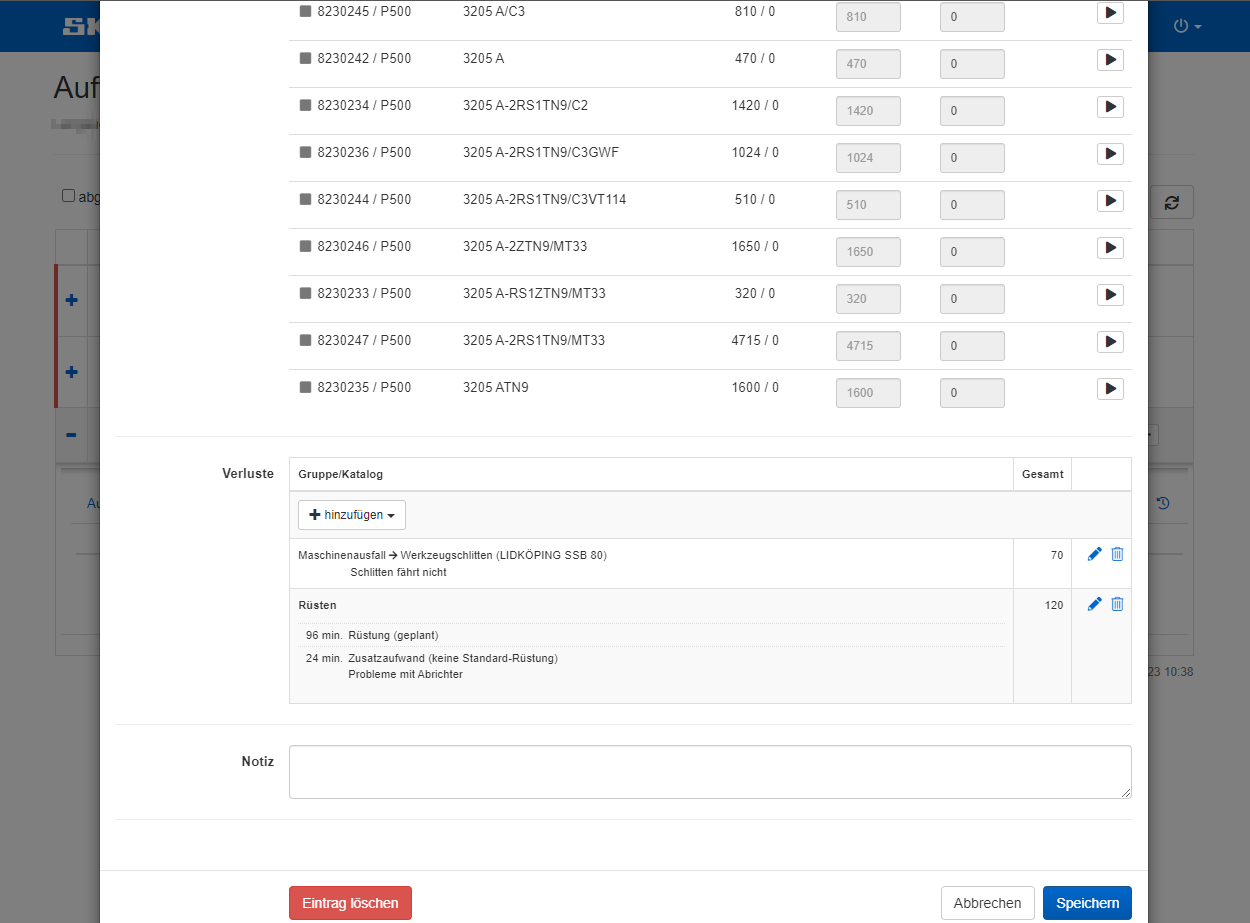 8230245 / P500 3205 A/C3 810 / 0 810 0
8230242 / P500 3205 A 470 / 0 470 0
8230234 / P500 3205 A-2RS1TN9/C2 1420 / 0 1420 0
8230236 / P500 3205 A-2RS1TN9/C3GWF 1024 / 0 1024 0
8230244 / P500 3205 A-2RS1TN9/C3VT114 510 / 0 510 0
8230246 / P500 3205 A-2ZTN9/MT33 1650 / 0 1650 0
8230233 / P500 3205 A-RS1ZTN9/MT33 320 / 0 320 0
8230247 / P500 3205 A-2RS1TN9/MT33 4715 / 0 4715 0
8230235 / P500 3205 ATN9 1600 / 0 1600 0
Verluste Gruppe/Katalog Gesamt
hinzufügen
Maschinenausfall → Werkzeugschlitten (LIDKÖPING SSB 80) 70
Schlitten fährt nicht
Rüsten 120
96 min. Rüstung (geplant)
24 min. Zusatzaufwand (keine Standard-Rüstung)
Probleme mit Abrichter
Notiz
Eintrag löschen Abbrechen Speichern
Auf
abg
Au
23 10:38